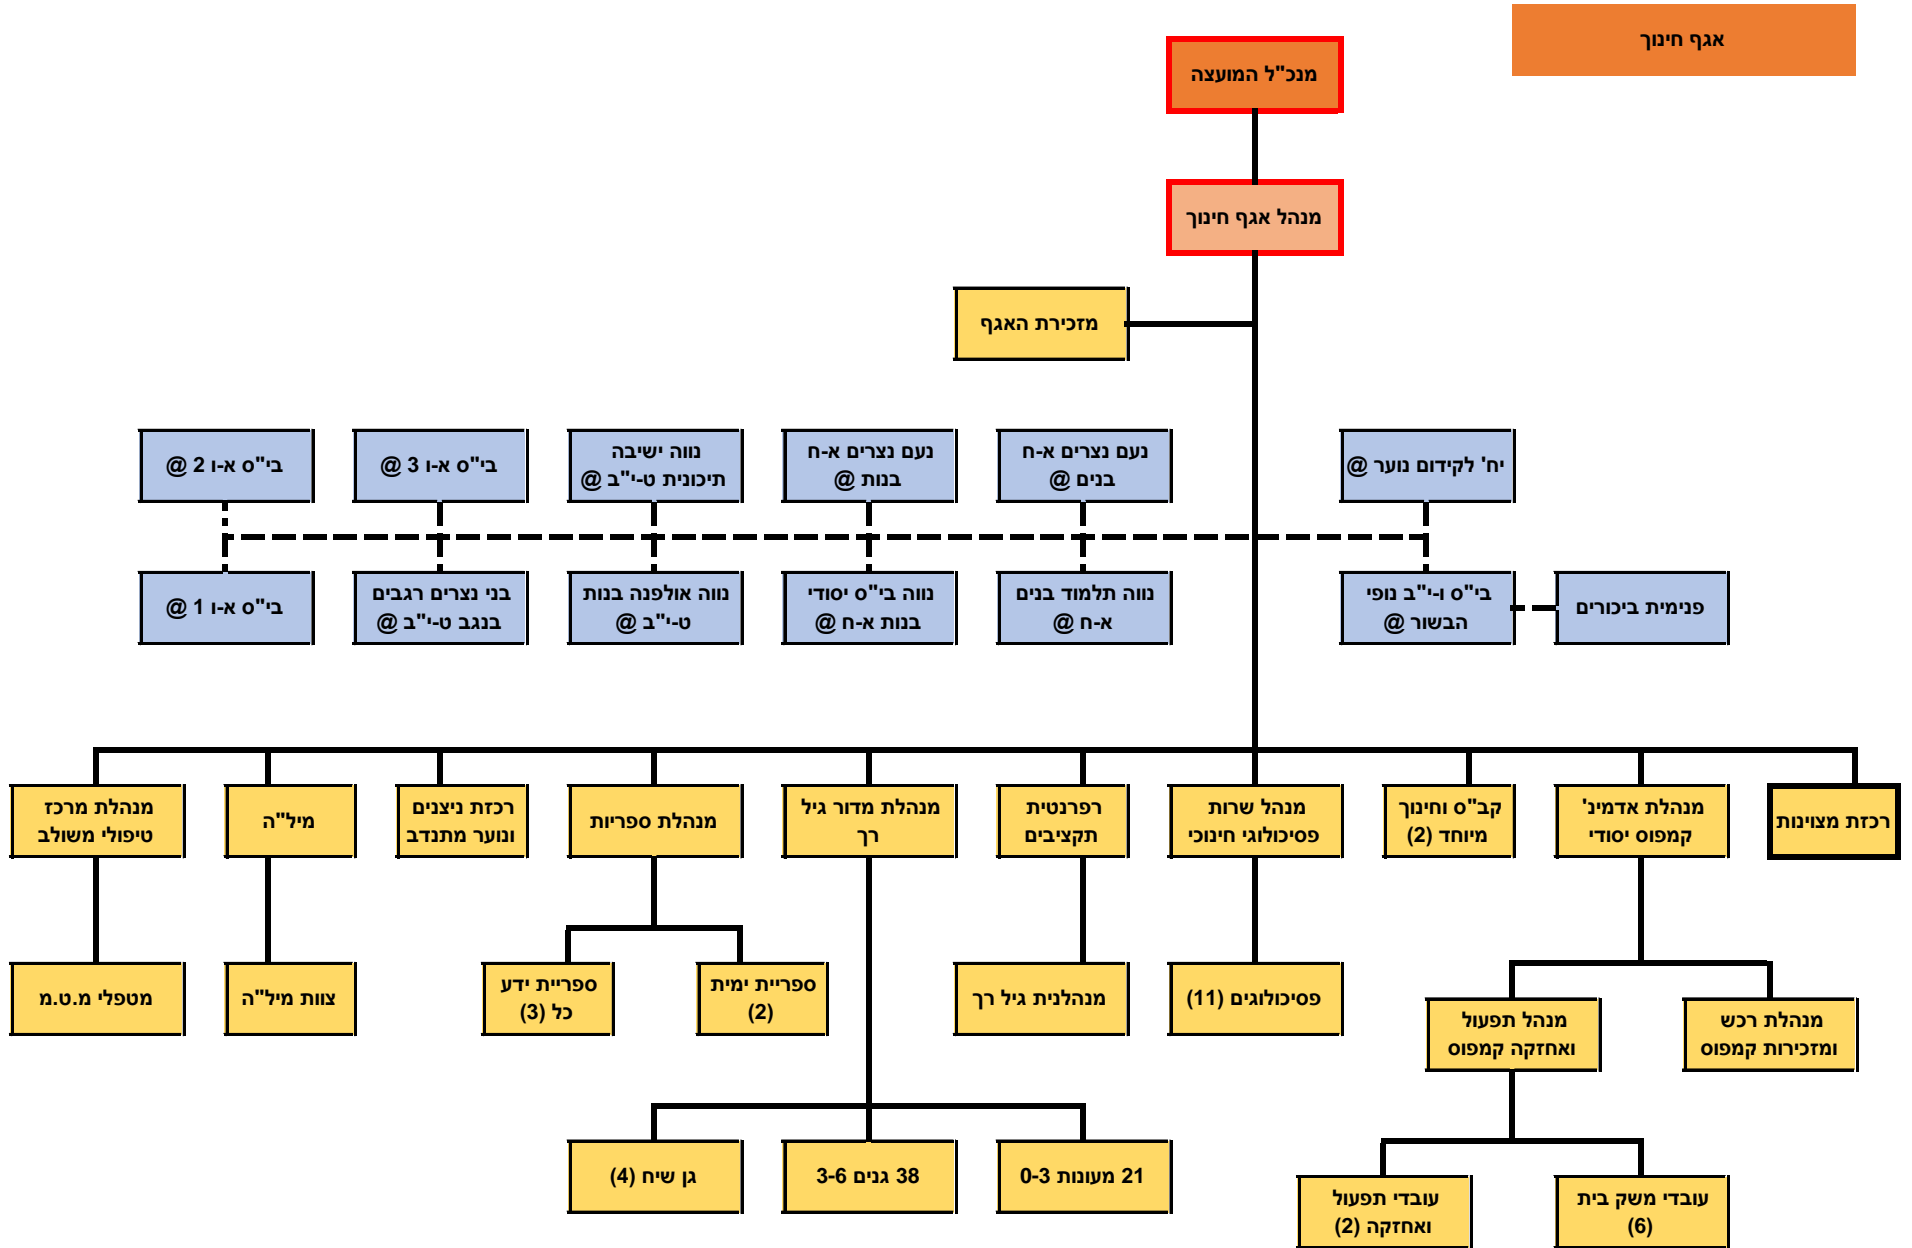 אגף חינוך
מנכ"ל המועצה
מנהל אגף חינוך
מזכירת האגף
יח' לקידום נוער @
נעם נצרים א-ח
בנים @
נעם נצרים א-ח
בנות @
נווה ישיבה
תיכונית ט-י"ב @
בי"ס א-ו 3 @
בי"ס א-ו 2 @
פנימית ביכורים
בי"ס ו-י"ב נופי
הבשור @
נווה תלמוד בנים
א-ח @
נווה בי"ס יסודי
בנות א-ח @
נווה אולפנה בנות
ט-י"ב @
בני נצרים רגבים
בנגב ט-י"ב @
בי"ס א-ו 1 @
רכזת מצוינות
מנהלת אדמינ'
קמפוס יסודי
קב"ס וחינוך
מיוחד (2)
מנהל שרות
פסיכולוגי חינוכי
רפרנטית
תקציבים
מנהלת מדור גיל
רך
מנהלת ספריות
רכזת ניצנים
ונוער מתנדב
מיל"ה
מנהלת מרכז
טיפולי משולב
מנהלת רכש
ומזכירות קמפוס
מנהל תפעול
ואחזקה קמפוס
פסיכולוגים (11)
מנהלנית גיל רך
ספריית ימית
(2)
ספריית ידע
כל (3)
צוות מיל"ה
מטפלי מ.ט.מ
עובדי משק בית
(6)
עובדי תפעול
ואחזקה (2)
21 מעונות 0-3
38 גנים 3-6
גן שיח (4)